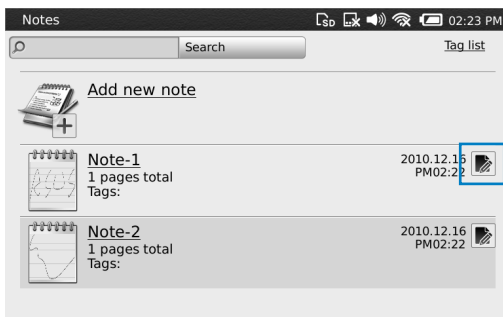 Notes
SD
02:23 PM
Search
Tag list
Add new note
Note-1
2010.12.16
1 pages total
PM02:22
Tags:
Note-2
2010.12.16
1 pages total
PM02:22
Tags: